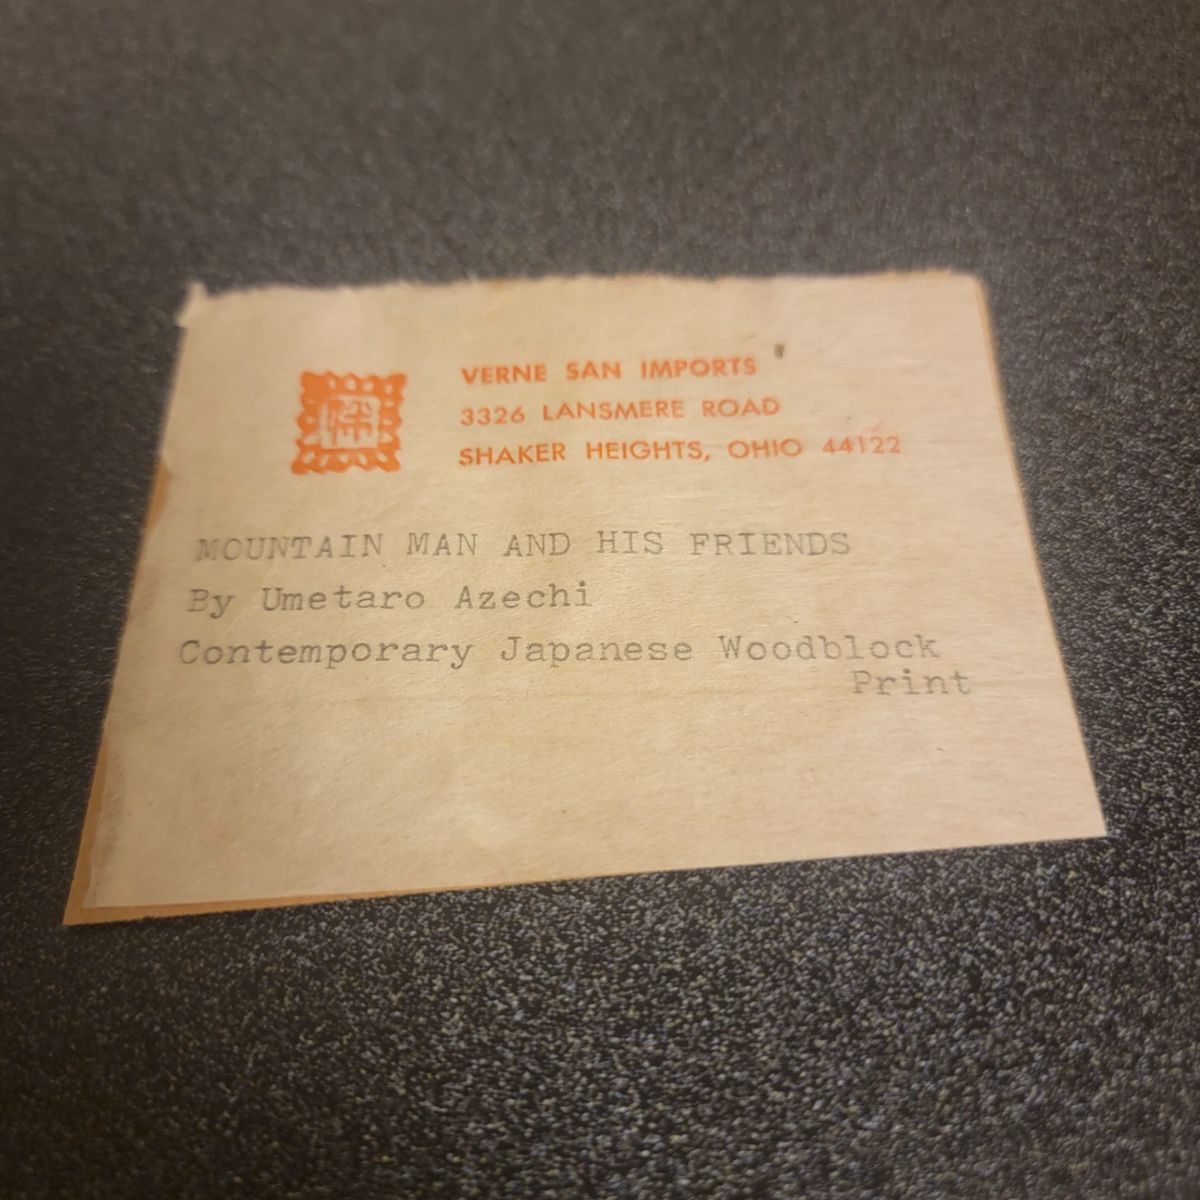 VERNE SAN IMPORTS
3326 LANSMERE ROAD
SHAKER HEIGHTS, OHIO 44122
MOUNTAIN MAN AND HIS FRIENDS
By Umetaro Azechi
Contemporary Japanese Woodblock
Print